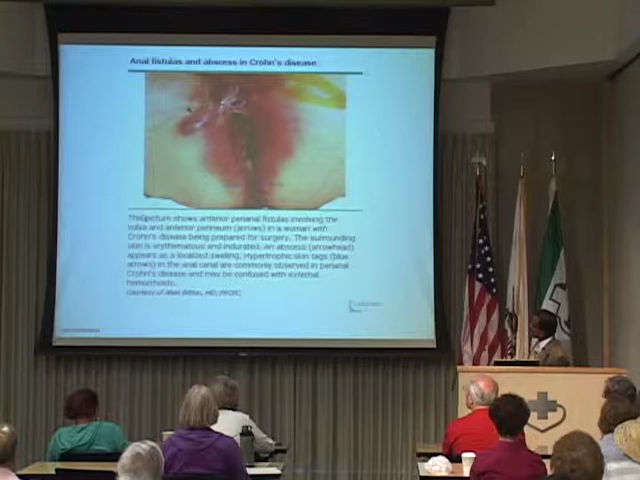 Anal fistulas and abscess in Crohn's disease
The picture shows anterior perianal fistulas involving the
vulva and anterior perineum (arrows) in a woman with
Crohn's disease being prepared for surgery. The surrounding
skin is erythematous and indurated. An abscess (arrowhead)
appears as a localized swelling. Hypertrophic skin tags (blue
arrows) in the anal canal are commonly observed in perianal
Crohn's disease and may be confused with external
hemorrhoids.
Courtesy of MD, FRCPC